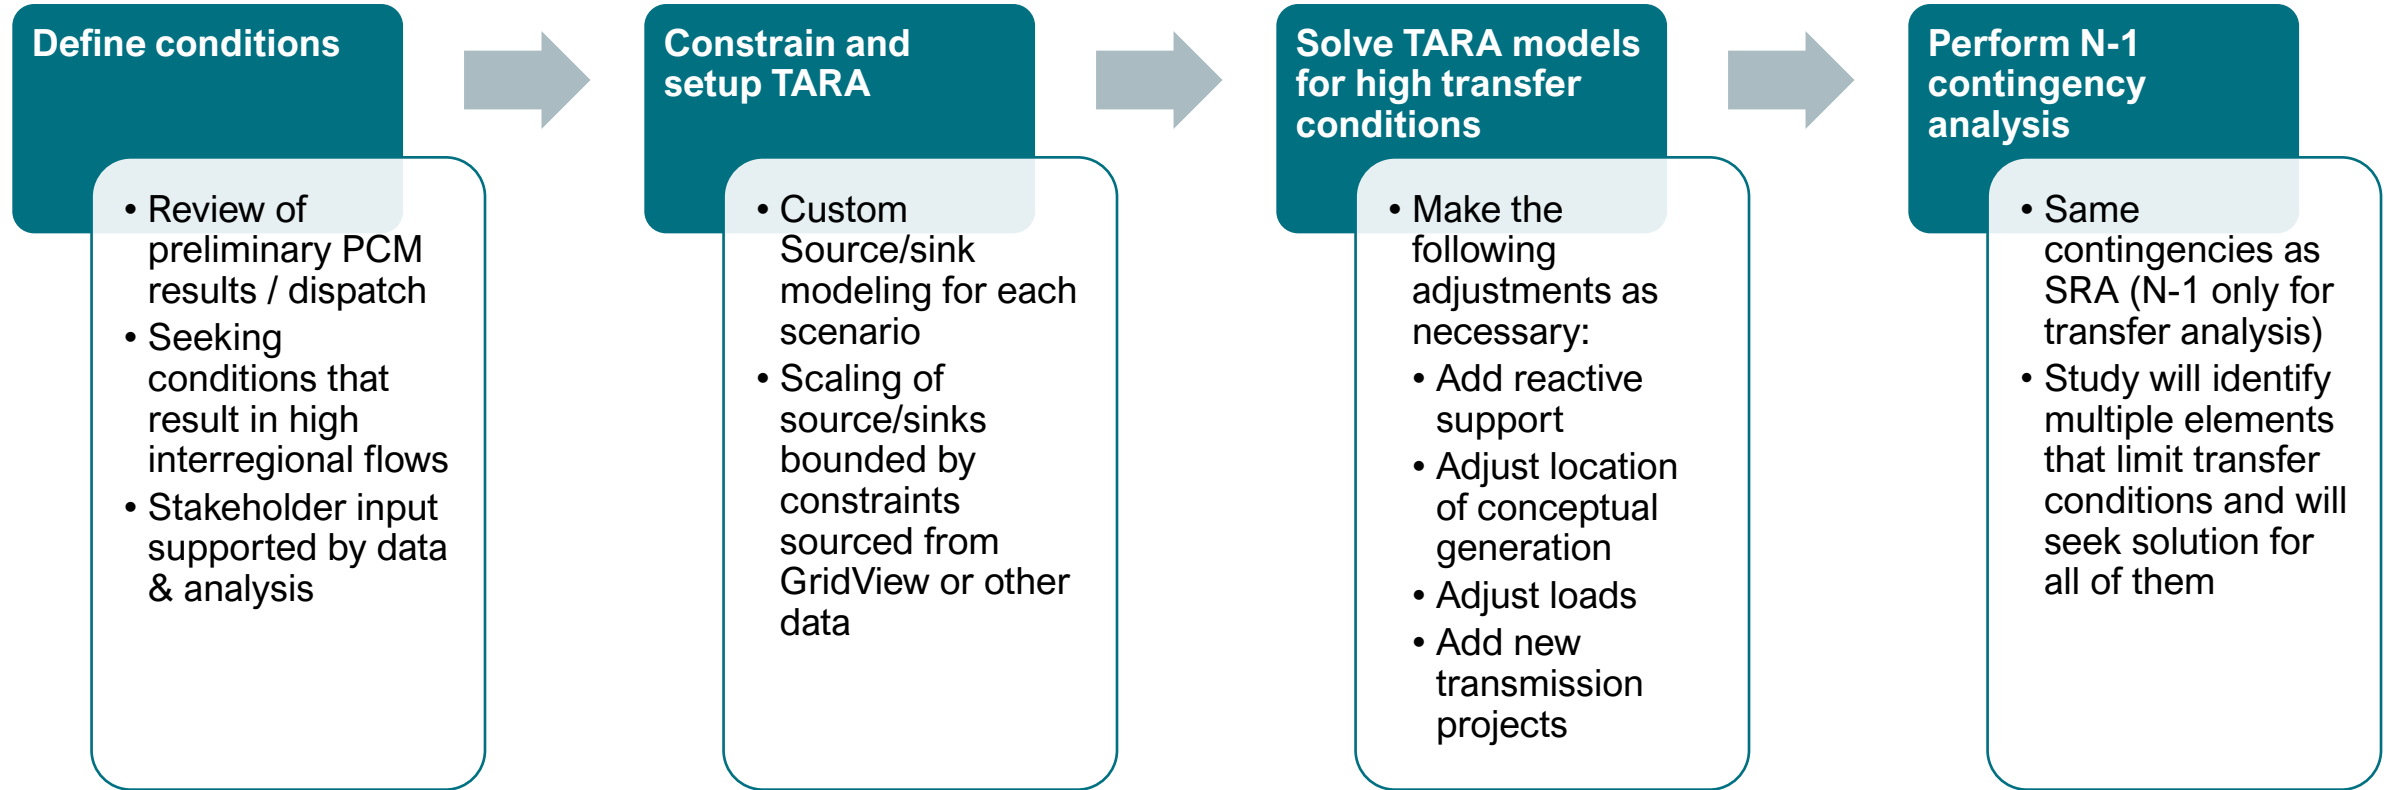 Define conditions
• Review of
preliminary PCM
results / dispatch
• Seeking
conditions that
result in high
interregional flows
• Stakeholder input
supported by data
& analysis
Constrain and
setup TARA
• Custom
Source/sink
modeling for each
scenario
• Scaling of
source/sinks
bounded by
constraints
sourced from
GridView or other
data
Solve TARA models
for high transfer
conditions
• Make the
following
adjustments as
necessary:
• Add reactive
support
• Adjust location
of conceptual
generation
• Adjust loads
• Add new
transmission
projects
Perform N-1
contingency
analysis
• Same
contingencies as
SRA (N-1 only for
transfer analysis)
• Study will identify
multiple elements
that limit transfer
conditions and will
seek solution for
all of them